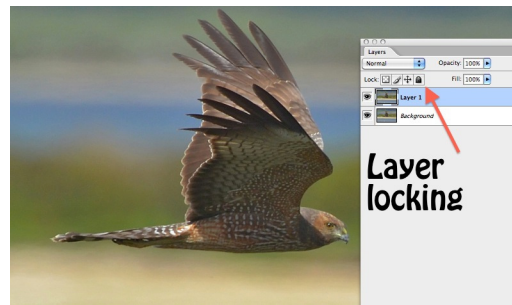 Layers
Normal Opacity: 100%
Lock: Fill: 100%
Layer 1
Background
Layer
locking